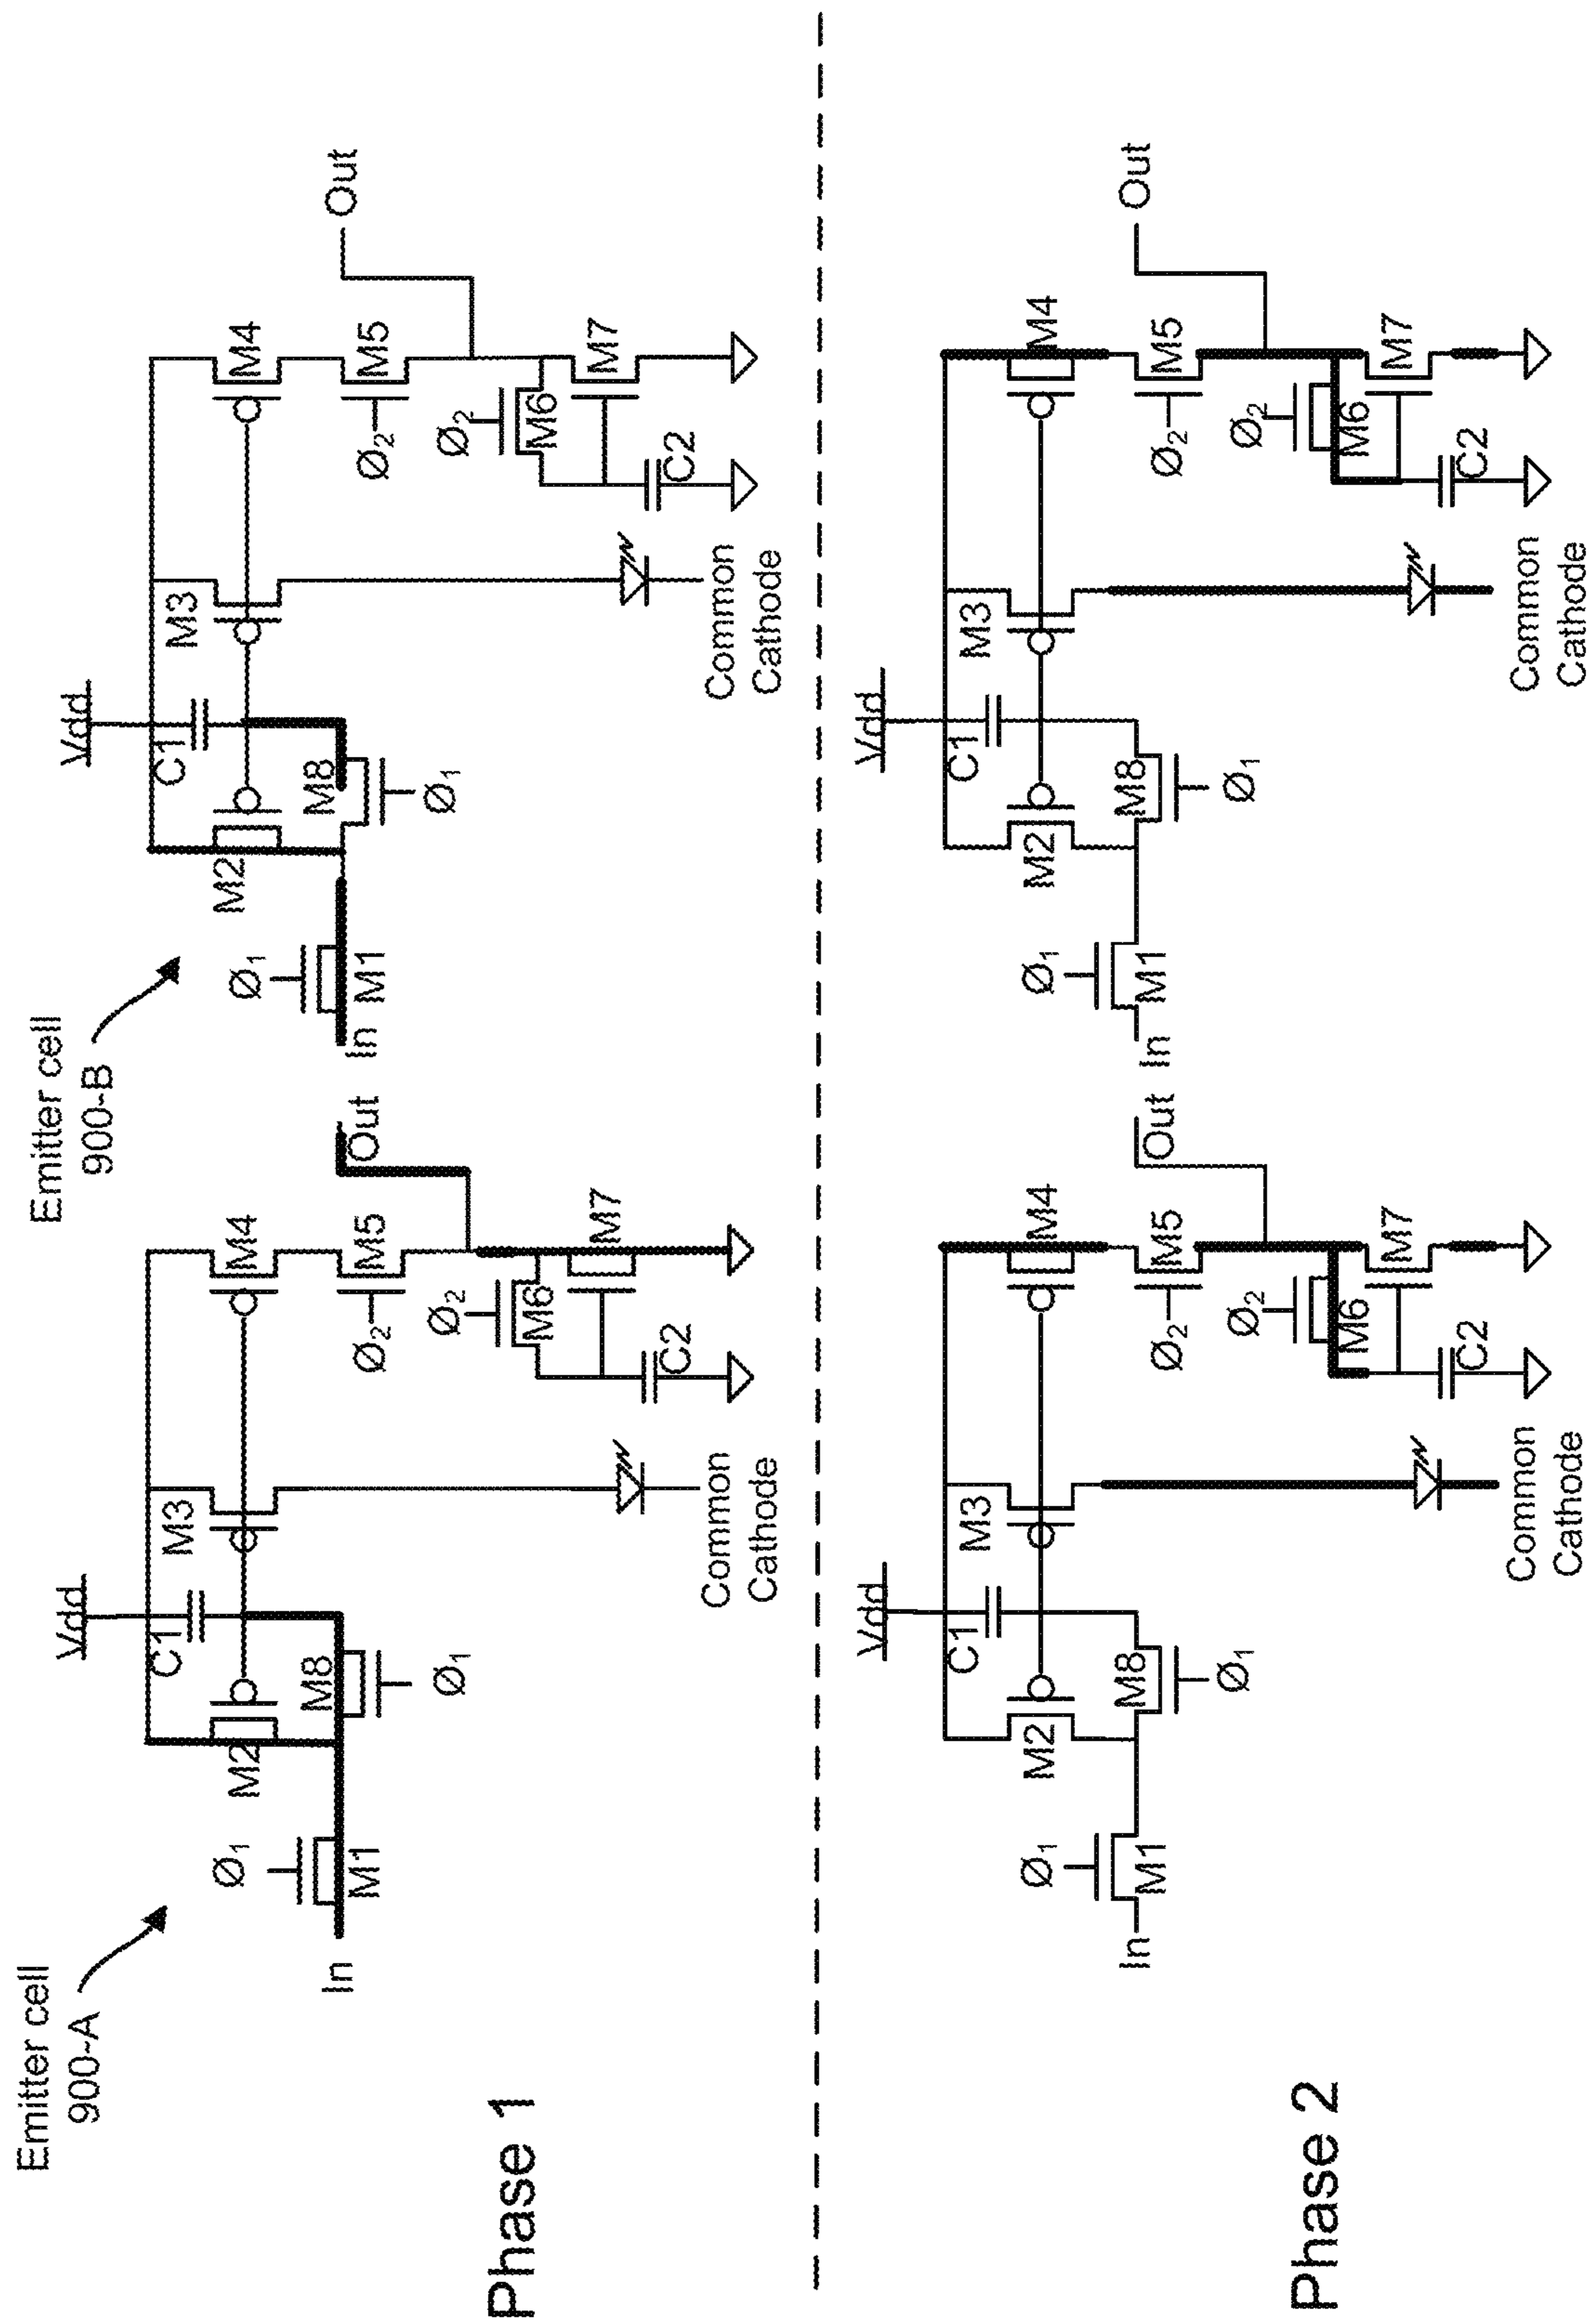 Emitter cell
900-A
Emitter cell
900-B
Phase 1
Vdd
C1
M3
M4
M2
M8
Ø1
M5
Ø2
Out
Ø1
In
M1
Ø2
M6
M7
C2
Common
Cathode
Vdd
C1
M3
M4
M2
M8
Ø1
M5
Ø2
Out
Ø1
In
M1
Ø2
M6
M7
C2
Common
Cathode
Phase 2
Vdd
C1
M3
M4
M2
M8
Ø1
M5
Ø2
Out
Ø1
In
M1
Ø2
M6
M7
C2
Common
Cathode
Vdd
C1
M3
M4
M2
M8
Ø1
M5
Ø2
Out
Ø1
In
M1
Ø2
M6
M7
C2
Common
Cathode